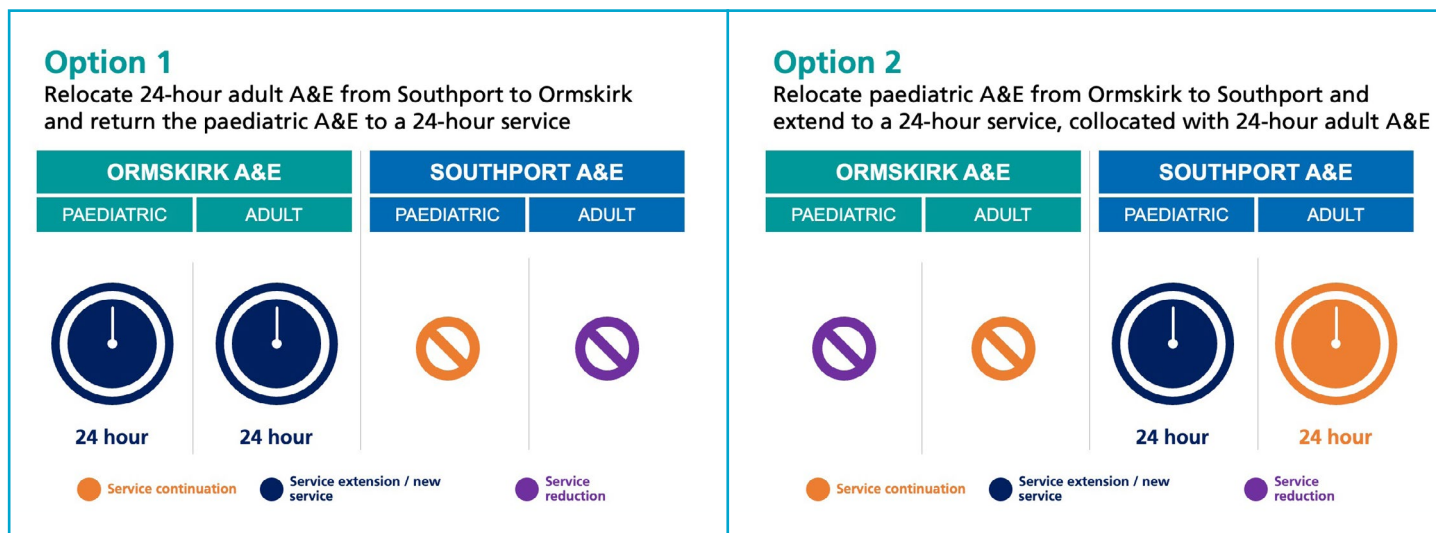 Option 1
Relocate 24-hour adult A&E from Southport to Ormskirk
and return the paediatric A&E to a 24-hour service
ORMSKIRK A&E
SOUTHPORT A&E
PAEDIATRIC
ADULT
PAEDIATRIC
ADULT
24 hour
24 hour
Service continuation
Service extension / new
service
Service
reduction
Option 2
Relocate paediatric A&E from Ormskirk to Southport and
extend to a 24-hour service, collocated with 24-hour adult A&E
ORMSKIRK A&E
SOUTHPORT A&E
PAEDIATRIC
ADULT
PAEDIATRIC
ADULT
24 hour
24 hour
Service continuation
Service extension / new
service
Service
reduction